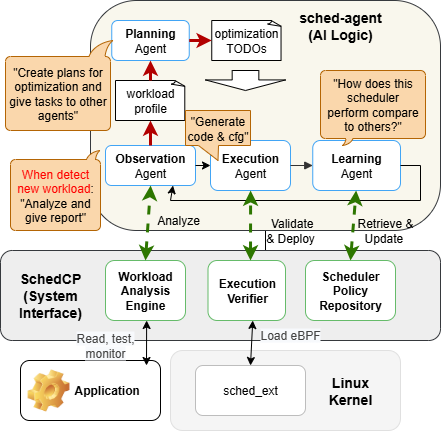 sched-agent
(AI Logic)
Planning
Agent
optimization
TODOs
"Create plans for
optimization and
give tasks to other
agents"
workload
profile
"How does this
scheduler
perform compare
to others?"
"Generate
code & cfg"
When detect
new workload:
"Analyze and
give report"
Observation
Agent
Execution
Agent
Learning
Agent
Analyze
Validate
& Deploy
Retrieve &
Update
SchedCP
(System
Interface)
Workload
Analysis
Engine
Execution
Verifier
Scheduler
Policy
Repository
Read, test,
monitor
Load eBPF
Application
sched_ext
Linux
Kernel